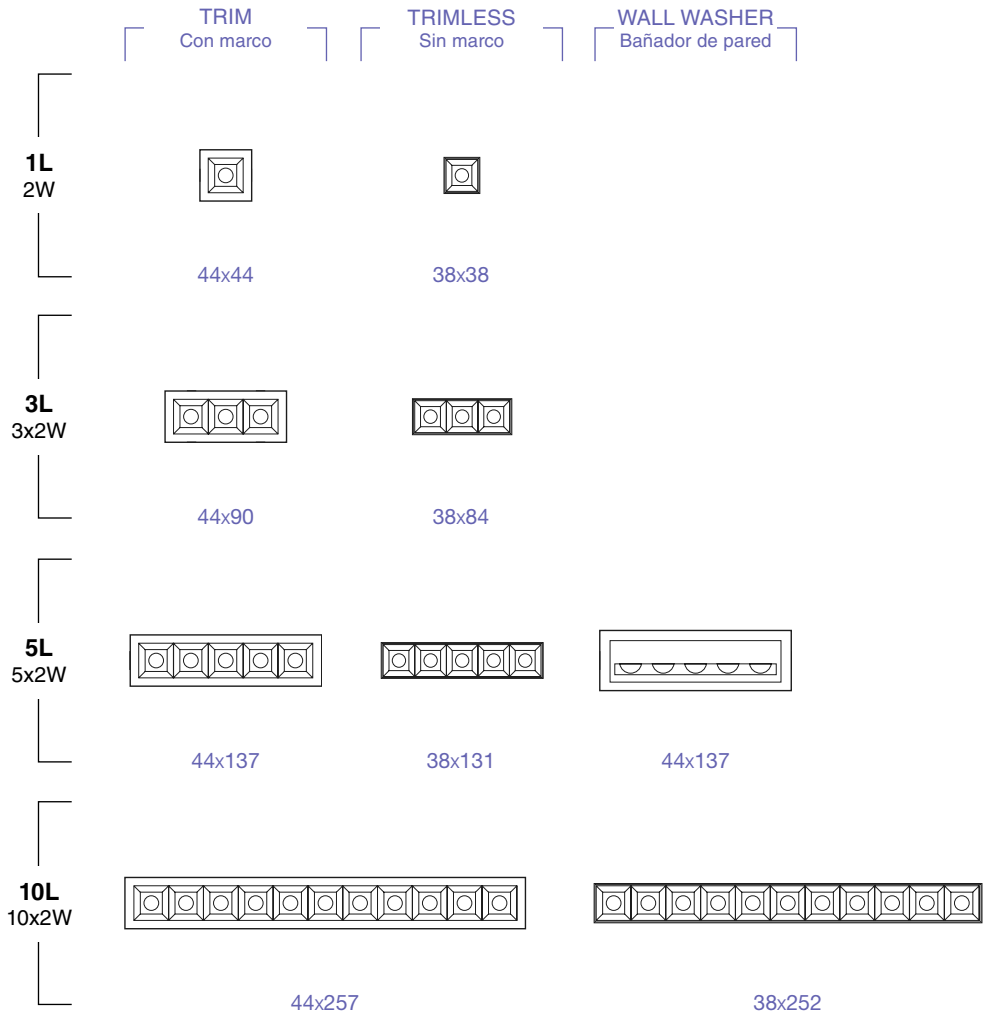 TRIM
Con marco
TRIMLESS
Sin marco
WALL WASHER
Bañador de pared
1L
2W
44x44
38x38
3L
3x2W
44x90
38x84
5L
5x2W
44x137
38x131
44x137
10L
10x2W
44x257
38x252